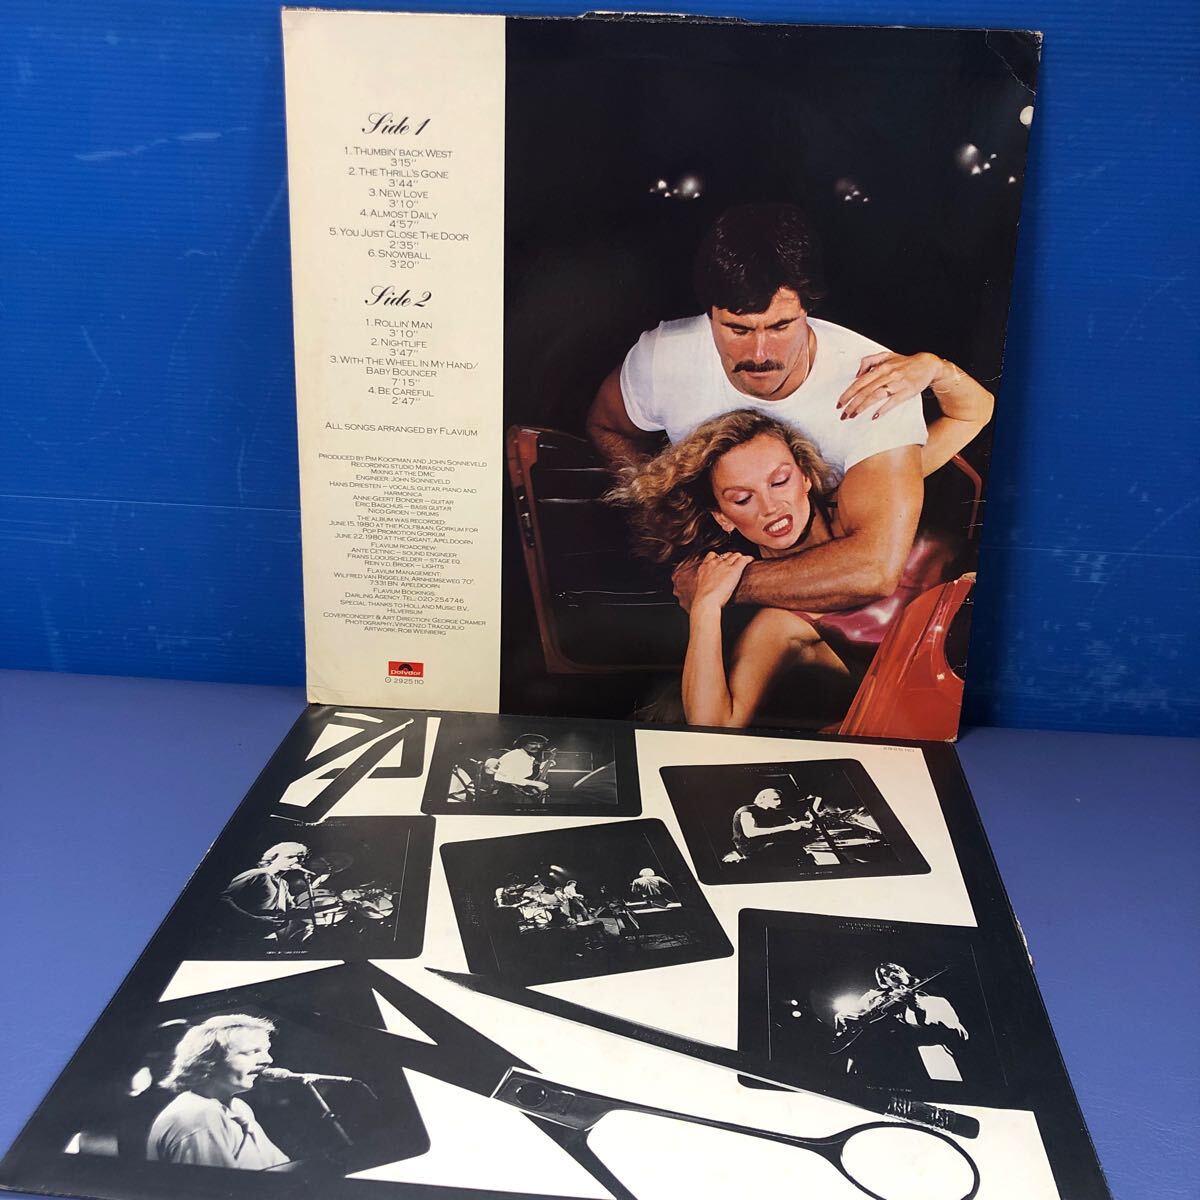 Side 1
1. THUMBIN' BACK WEST
3'15''
2. THE THRILL'S GONE
3'44''
3. NEW LOVE
3'10''
4. ALMOST DAILY
4'57''
5. YOU JUST CLOSE THE DOOR
2'35''
6. SNOWBALL
3'20''
Side 2
1. ROLLIN' MAN
3'10''
2. NIGHTLIFE
3'47''
3. WITH THE WHEEL IN MY HAND/
BABY BOUNCER
7'15''
4. BE CAREFUL
2'47''
ALL SONGS ARRANGED BY FLAVIUM
PRODUCED BY PIM KOOPMAN AND JOHN SONNEVELD
RECORDING STUDIO MIRASOUND
MIXING AT THE DMC
ENGINEER: JOHN SONNEVELD
HANS DRIESTEN – VOCALS, GUITAR, PIANO AND
HARMONICA
ANNE-GEERT BONDER – GUITAR
ERIC BAGCHUS – BASS GUITAR
NICO GROEN – DRUMS
THE ALBUM WAS RECORDED:
JUNE 15, 1980 AT THE KOLFBAAN, GORKUM FOR
POP PROMOTION GORKUM
JUNE 22, 1980 AT THE GIGANT, APELDOORN
FLAVIUM ROADCREW:
ANTE CETINIC – SOUND ENGINEER
FRANS LOOIJSCHELDER – STAGE EQ.
REIN V.D. BROEK – LIGHTS
FLAVIUM MANAGEMENT:
WILFRED VAN RIGGELEN, ARNHEMSEWEG 70''
7331 BN APELDOORN
FLAVIUM BOOKINGS:
DARLING AGENCY, TEL.: 020-254746
SPECIAL THANKS TO HOLLAND MUSIC B.V.,
HILVERSUM
COVERCONCEPT & ART DIRECTION: GEORGE CRAMER
PHOTOGRAPHY: VINCENZO TRACQUILIO
ARTWORK: ROB WEINBERG
polydor
℗ 2925 110
2925 110